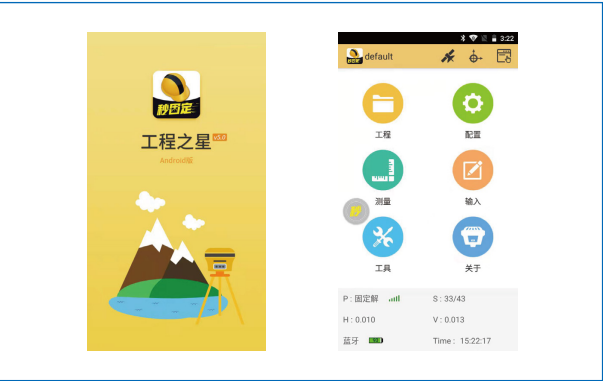 秒固定
工程之星 V5.0
Android版
3:22
default
工程
配置
测量
输入
秒
工具
关于
P : 固定解
S : 33/43
H : 0.010
V : 0.013
蓝牙
Time : 15:22:17